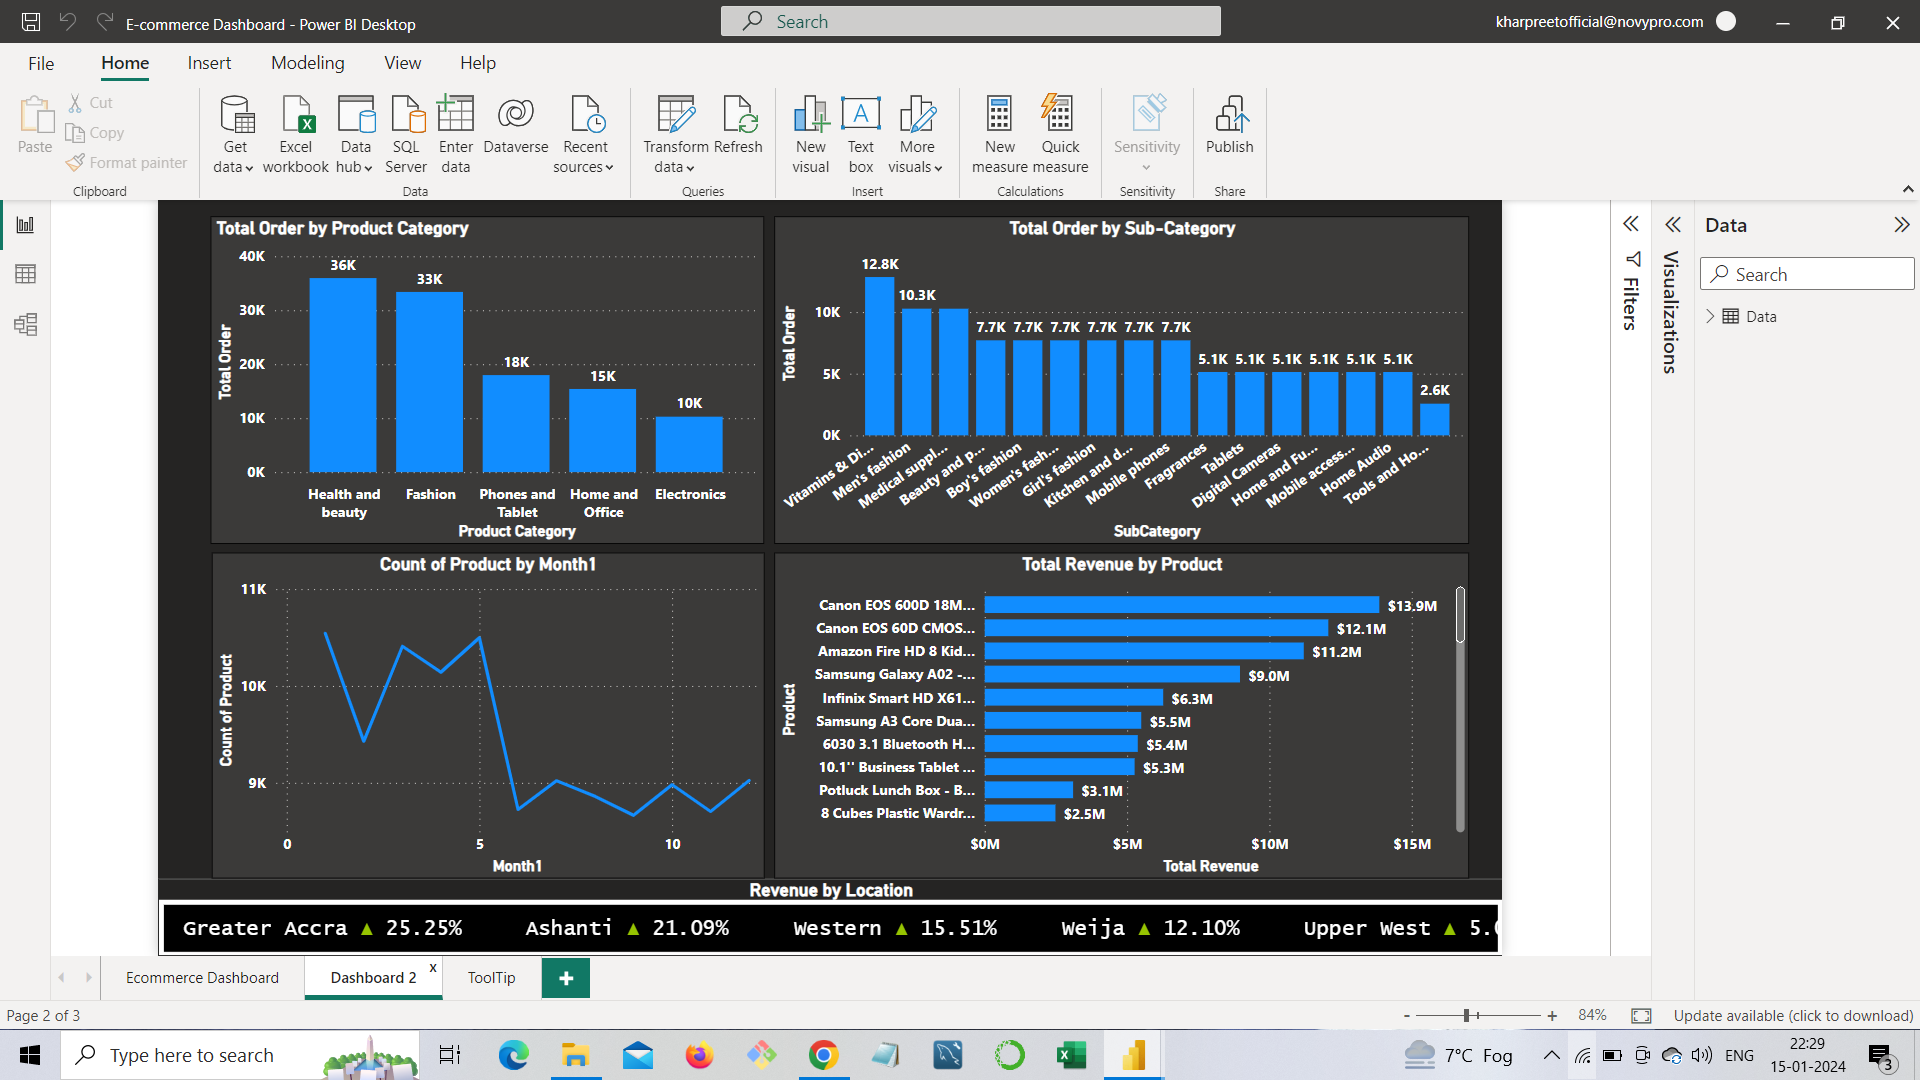 E-commerce Dashboard - Power BI Desktop
Search
kharpreetofficial@novypro.com
File Home Insert Modeling View Help
Paste
Cut
Copy
Format painter
Clipboard
Get data
Excel workbook
Data hub
SQL Server
Enter data
Dataverse
Recent sources
Data
Transform data
Refresh
Queries
New visual
Text box
More visuals
Insert
New measure
Quick measure
Calculations
Sensitivity
Sensitivity
Publish
Share
Total Order by Product Category
Total Order
40K
30K
20K
10K
0K
36K
33K
18K
15K
10K
Health and beauty
Fashion
Phones and Tablet
Home and Office
Electronics
Product Category
Total Order by Sub-Category
Total Order
10K
5K
0K
12.8K
10.3K
7.7K 7.7K 7.7K 7.7K 7.7K 7.7K
5.1K 5.1K 5.1K 5.1K 5.1K 5.1K
2.6K
Vitamins & Di...
Men's fashion
Medical suppl...
Beauty and p...
Boy's fashion
Women's fash...
Girl's fashion
Kitchen and d...
Mobile phones
Fragrances
Tablets
Digital Cameras
Home and Fu...
Mobile access...
Home Audio
Tools and Ho...
SubCategory
Count of Product by Month1
Count of Product
11K
10K
9K
0 5 10
Month1
Total Revenue by Product
Product
Canon EOS 600D 18M... $13.9M
Canon EOS 60D CMOS... $12.1M
Amazon Fire HD 8 Kid... $11.2M
Samsung Galaxy A02 -... $9.0M
Infinix Smart HD X61... $6.3M
Samsung A3 Core Dua... $5.5M
6030 3.1 Bluetooth H... $5.4M
10.1'' Business Tablet ... $5.3M
Potluck Lunch Box - B... $3.1M
8 Cubes Plastic Wardr... $2.5M
$0M $5M $10M $15M
Total Revenue
Revenue by Location
Greater Accra ▲ 25.25% Ashanti ▲ 21.09% Western ▲ 15.51% Weija ▲ 12.10% Upper West ▲ 5.0
Filters
Visualizations
Data
Search
Data
Ecommerce Dashboard
Dashboard 2 x
ToolTip
+
Page 2 of 3
- + 84%
Update available (click to download)
Type here to search
7°C Fog
ENG
22:29
15-01-2024
3